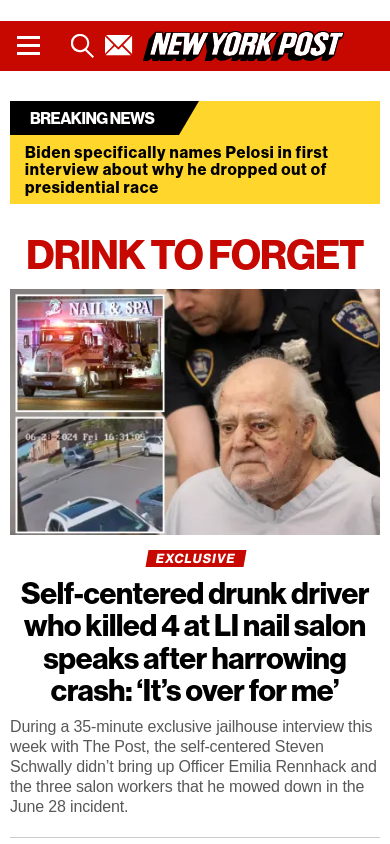 NEW YORK POST
BREAKING NEWS
Biden specifically names Pelosi in first
interview about why he dropped out of
presidential race
DRINK TO FORGET
NAIL & SPA
06-28-2024 Fri 16:31:05
EXCLUSIVE
Self-centered drunk driver
who killed 4 at LI nail salon
speaks after harrowing
crash: ‘It’s over for me’
During a 35-minute exclusive jailhouse interview this
week with The Post, the self-centered Steven
Schwally didn’t bring up Officer Emilia Rennhack and
the three salon workers that he mowed down in the
June 28 incident.